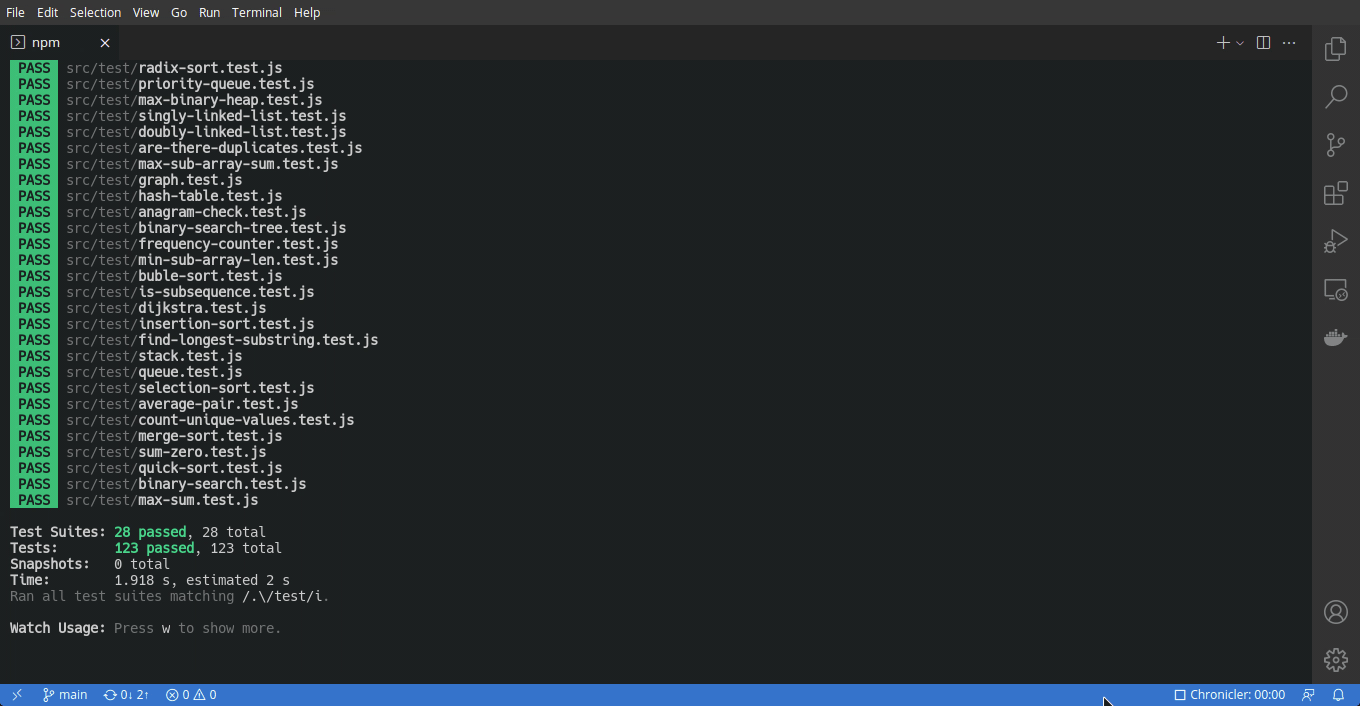 File Edit Selection View Go Run Terminal Help
npm
PASS src/test/radix-sort.test.js
PASS src/test/priority-queue.test.js
PASS src/test/max-binary-heap.test.js
PASS src/test/singly-linked-list.test.js
PASS src/test/doubly-linked-list.test.js
PASS src/test/are-there-duplicates.test.js
PASS src/test/max-sub-array-sum.test.js
PASS src/test/graph.test.js
PASS src/test/hash-table.test.js
PASS src/test/anagram-check.test.js
PASS src/test/binary-search-tree.test.js
PASS src/test/frequency-counter.test.js
PASS src/test/min-sub-array-len.test.js
PASS src/test/buble-sort.test.js
PASS src/test/is-subsequence.test.js
PASS src/test/dijkstra.test.js
PASS src/test/insertion-sort.test.js
PASS src/test/find-longest-substring.test.js
PASS src/test/stack.test.js
PASS src/test/queue.test.js
PASS src/test/selection-sort.test.js
PASS src/test/average-pair.test.js
PASS src/test/count-unique-values.test.js
PASS src/test/merge-sort.test.js
PASS src/test/sum-zero.test.js
PASS src/test/quick-sort.test.js
PASS src/test/binary-search.test.js
PASS src/test/max-sum.test.js
Test Suites: 28 passed, 28 total
Tests: 123 passed, 123 total
Snapshots: 0 total
Time: 1.918 s, estimated 2 s
Ran all test suites matching /.\/test/i.
Watch Usage: Press w to show more.
main 0↓ 2↑ 0 0 Chronicler: 00:00